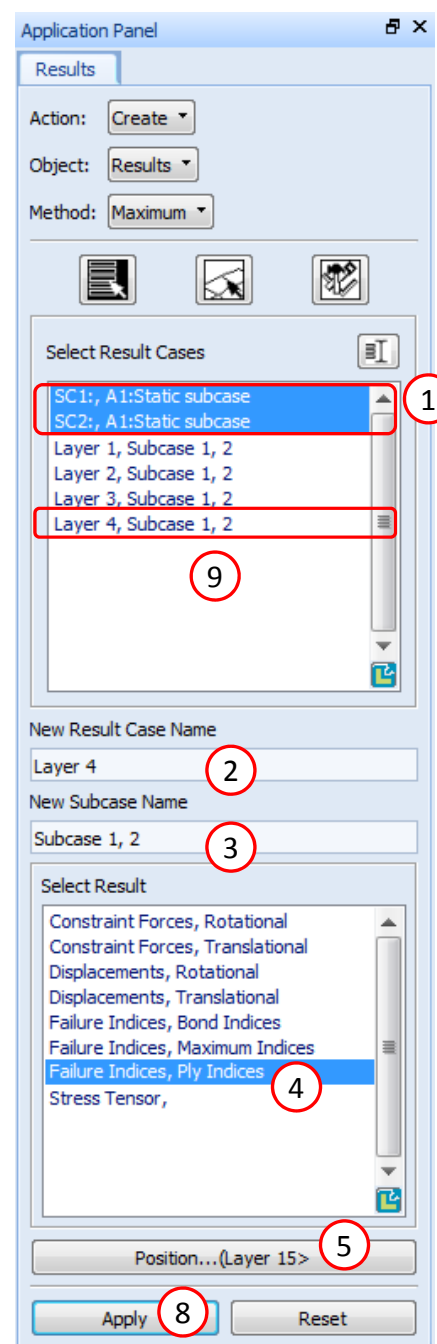 Application Panel
Results
Action: Create
Object: Results
Method: Maximum
Select Result Cases
SC1:, A1:Static subcase
1
SC2:, A1:Static subcase
Layer 1, Subcase 1, 2
Layer 2, Subcase 1, 2
Layer 3, Subcase 1, 2
Layer 4, Subcase 1, 2
9
New Result Case Name
Layer 4
2
New Subcase Name
Subcase 1, 2
3
Select Result
Constraint Forces, Rotational
Constraint Forces, Translational
Displacements, Rotational
Displacements, Translational
Failure Indices, Bond Indices
Failure Indices, Maximum Indices
Failure Indices, Ply Indices
4
Stress Tensor,
Position...(Layer 15>
5
Apply 8 Reset